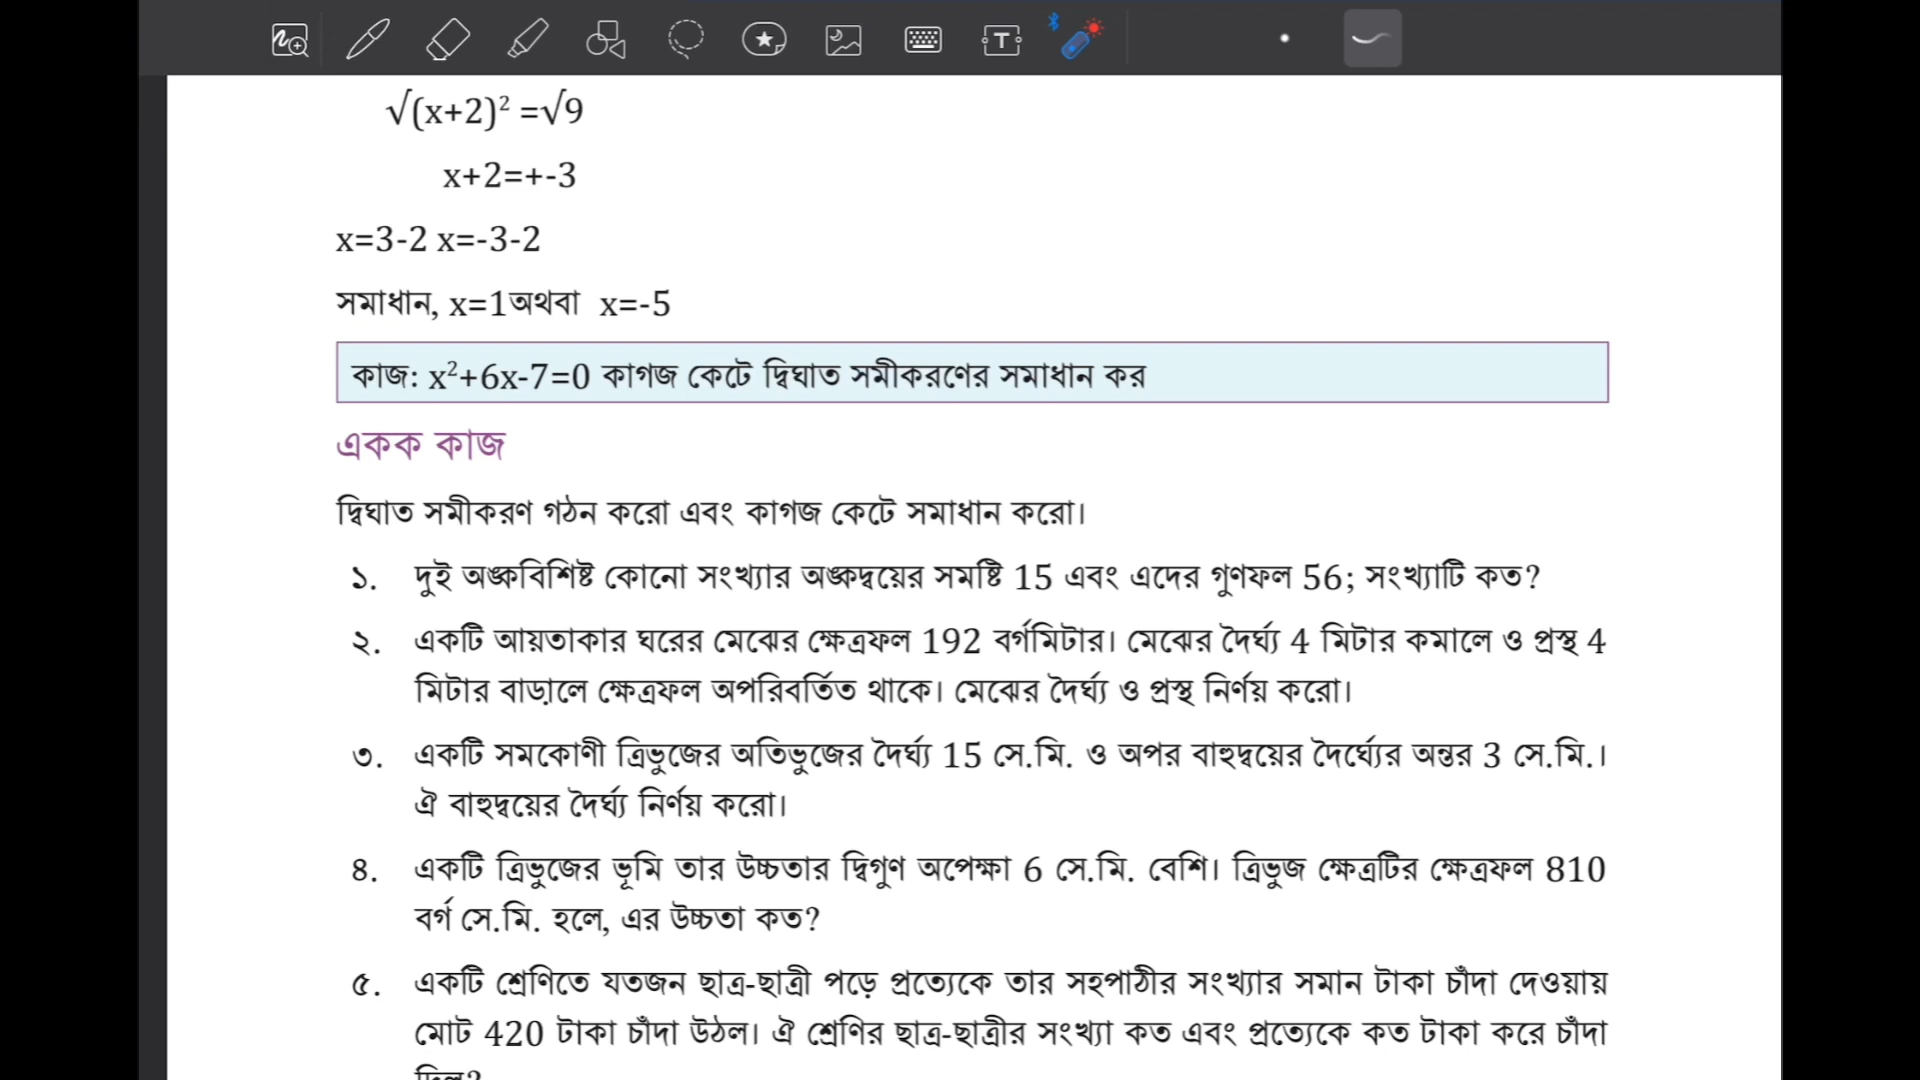 √(x+2)² =√9
x+2=+-3
x=3-2 x=-3-2
সমাধান, x=1অথবা x=-5
কাজ: x²+6x-7=0 কাগজ কেটে দ্বিঘাত সমীকরণের সমাধান কর
একক কাজ
দ্বিঘাত সমীকরণ গঠন করো এবং কাগজ কেটে সমাধান করো।
১. দুই অঙ্কবিশিষ্ট কোনো সংখ্যার অঙ্কদ্বয়ের সমষ্টি 15 এবং এদের গুণফল 56; সংখ্যাটি কত?
২. একটি আয়তাকার ঘরের মেঝের ক্ষেত্রফল 192 বর্গমিটার। মেঝের দৈর্ঘ্য 4 মিটার কমালে ও প্রস্থ 4
মিটার বাড়ালে ক্ষেত্রফল অপরিবর্তিত থাকে। মেঝের দৈর্ঘ্য ও প্রস্থ নির্ণয় করো।
৩. একটি সমকোণী ত্রিভুজের অতিভুজের দৈর্ঘ্য 15 সে.মি. ও অপর বাহুদ্বয়ের দৈর্ঘ্যের অন্তর 3 সে.মি.।
ঐ বাহুদ্বয়ের দৈর্ঘ্য নির্ণয় করো।
৪. একটি ত্রিভুজের ভূমি তার উচ্চতার দ্বিগুণ অপেক্ষা 6 সে.মি. বেশি। ত্রিভুজ ক্ষেত্রটির ক্ষেত্রফল 810
বর্গ সে.মি. হলে, এর উচ্চতা কত?
৫. একটি শ্রেণিতে যতজন ছাত্র-ছাত্রী পড়ে প্রত্যেকে তার সহপাঠীর সংখ্যার সমান টাকা চাঁদা দেওয়ায়
মোট 420 টাকা চাঁদা উঠল। ঐ শ্রেণির ছাত্র-ছাত্রীর সংখ্যা কত এবং প্রত্যেকে কত টাকা করে চাঁদা